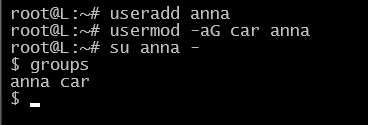 root@L:~# useradd anna
root@L:~# usermod -aG car anna
root@L:~# su anna -
$ groups
anna car
$